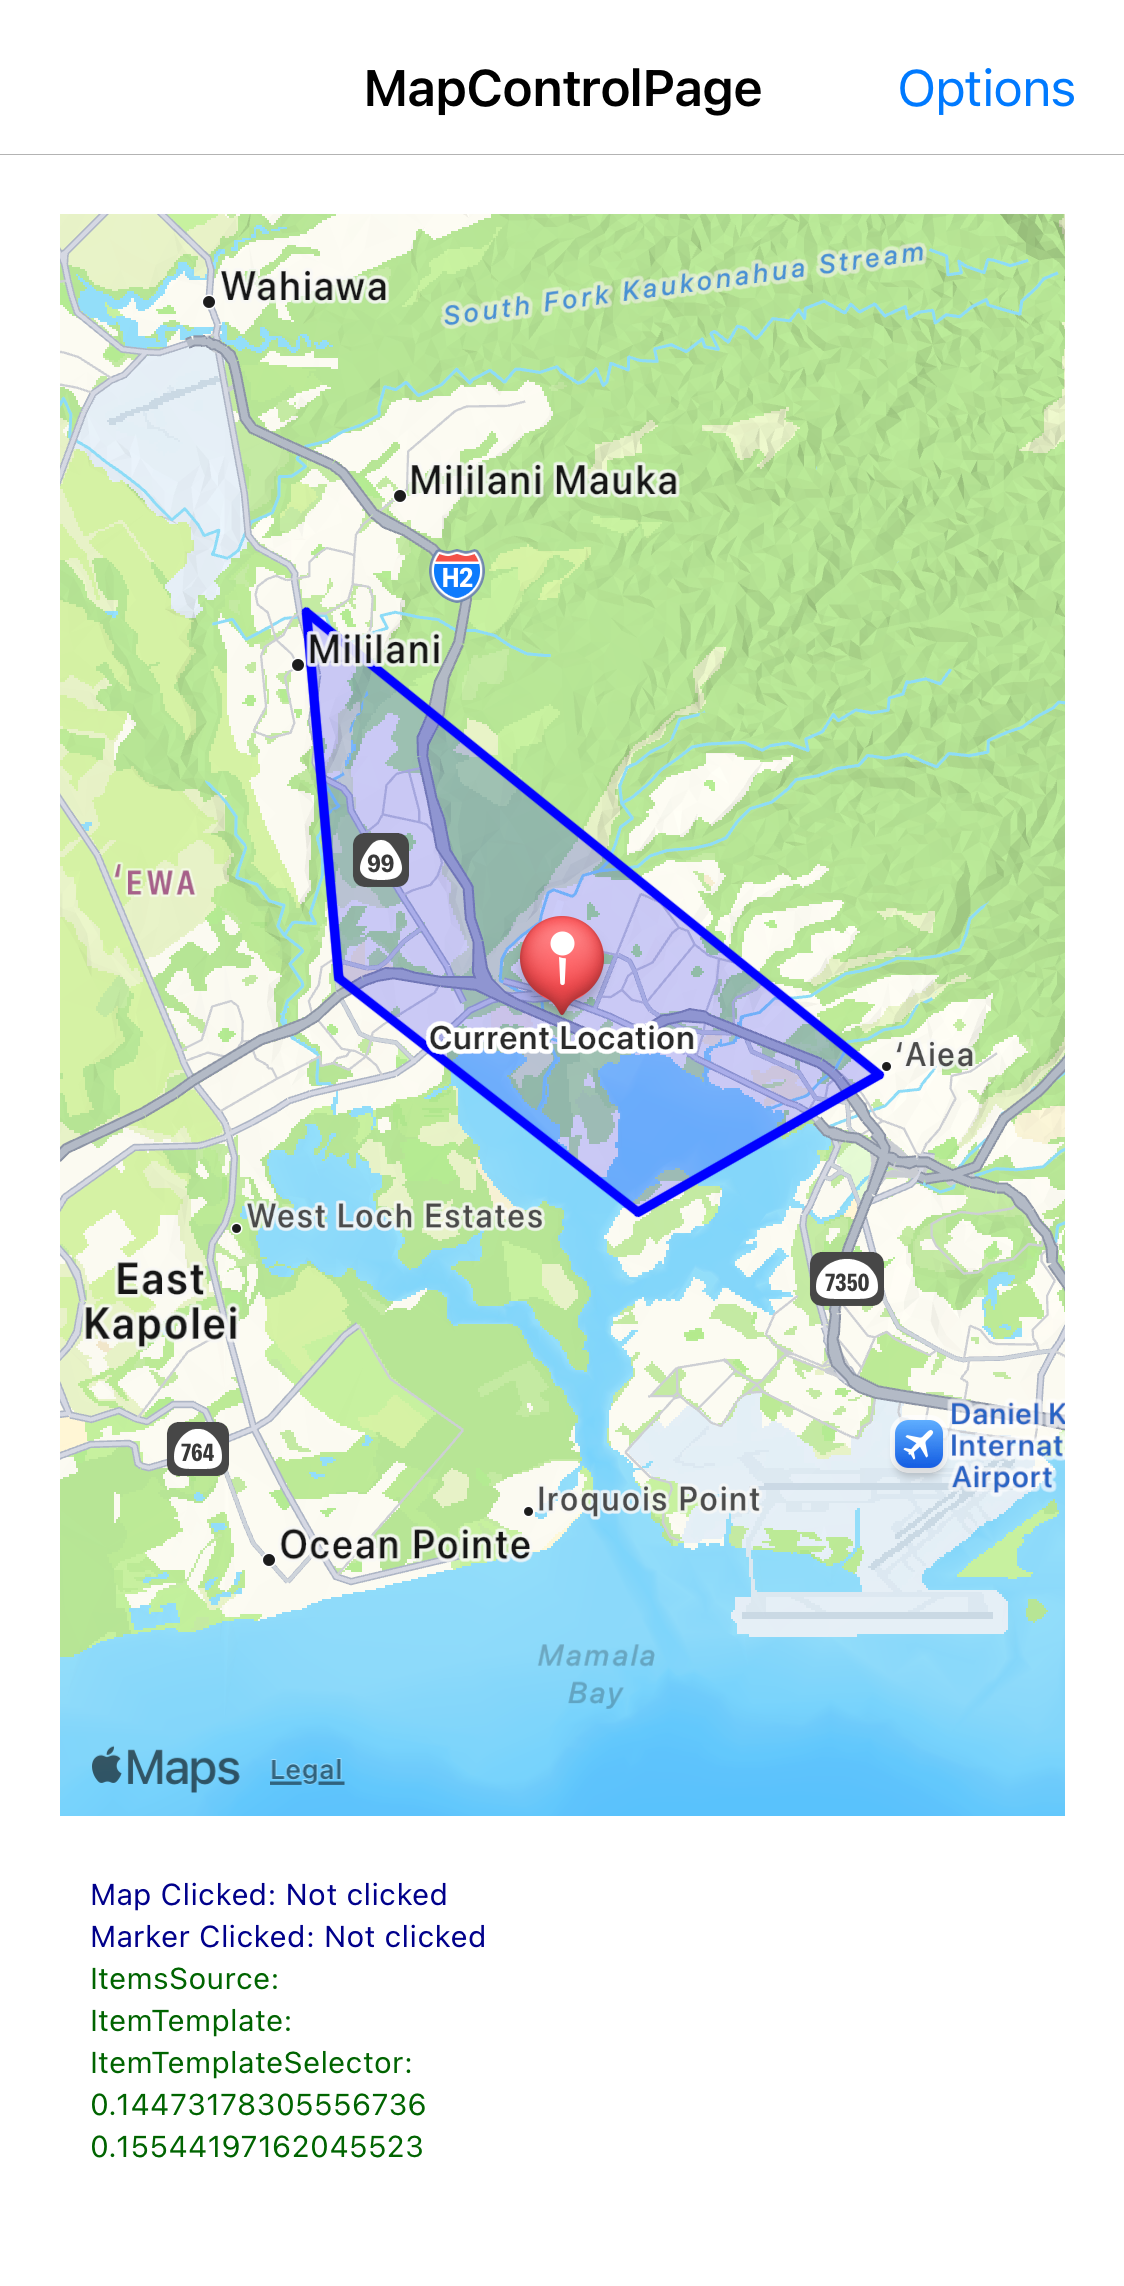 MapControlPage
Options
Wahiawa
South Fork Kaukonahua Stream
Mililani Mauka
H2
Mililani
99
ʻEWA
Current Location
ʻAiea
West Loch Estates
East
Kapolei
7350
Daniel K
Internat
Airport
764
Iroquois Point
Ocean Pointe
Mamala
Bay
Maps
Legal
Map Clicked: Not clicked
Marker Clicked: Not clicked
ItemsSource:
ItemTemplate:
ItemTemplateSelector:
0.14473178305556736
0.15544197162045523